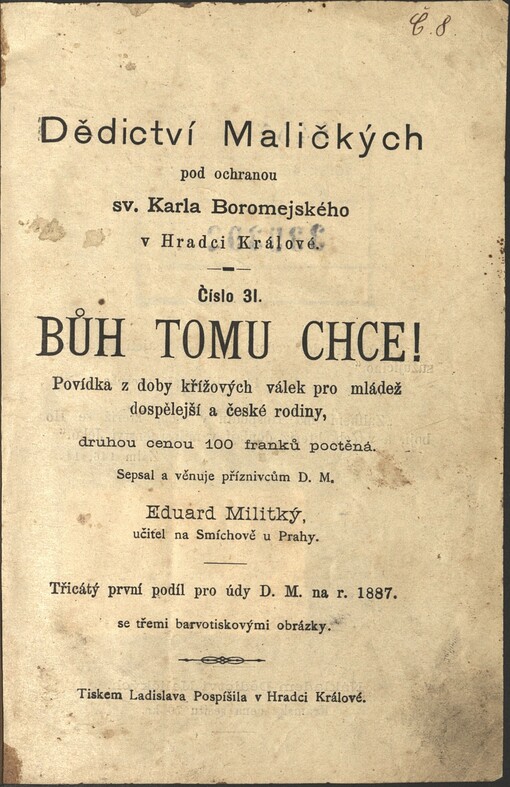 Č. 8.
Dědictví Maličkých
pod ochranou
sv. Karla Boromejského
v Hradci Králové.
Číslo 31.
BŮH TOMU CHCE!
Povídka z doby křížových válek pro mládež
dospělejší a české rodiny,
druhou cenou 100 franků poctěná.
Sepsal a věnuje příznivcům D. M.
Eduard Militký,
učitel na Smíchově u Prahy.
Třicátý první podíl pro údy D. M. na r. 1887.
se třemi barvotiskovými obrázky.
Tiskem Ladislava Pospíšila v Hradci Králové.